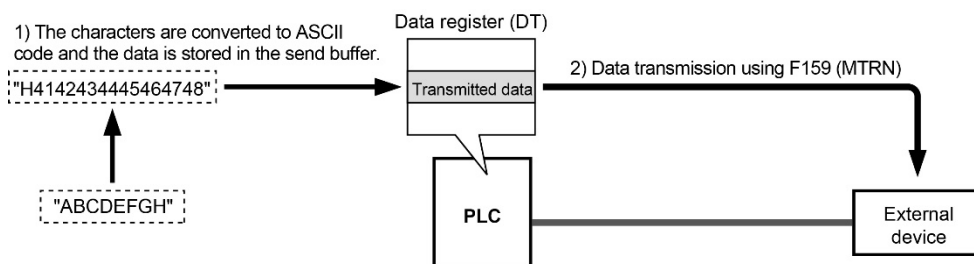 1) The characters are converted to ASCII
code and the data is stored in the send buffer.
"H4142434445464748"
"ABCDEFGH"
Data register (DT)
Transmitted data
2) Data transmission using F159 (MTRN)
PLC
External
device